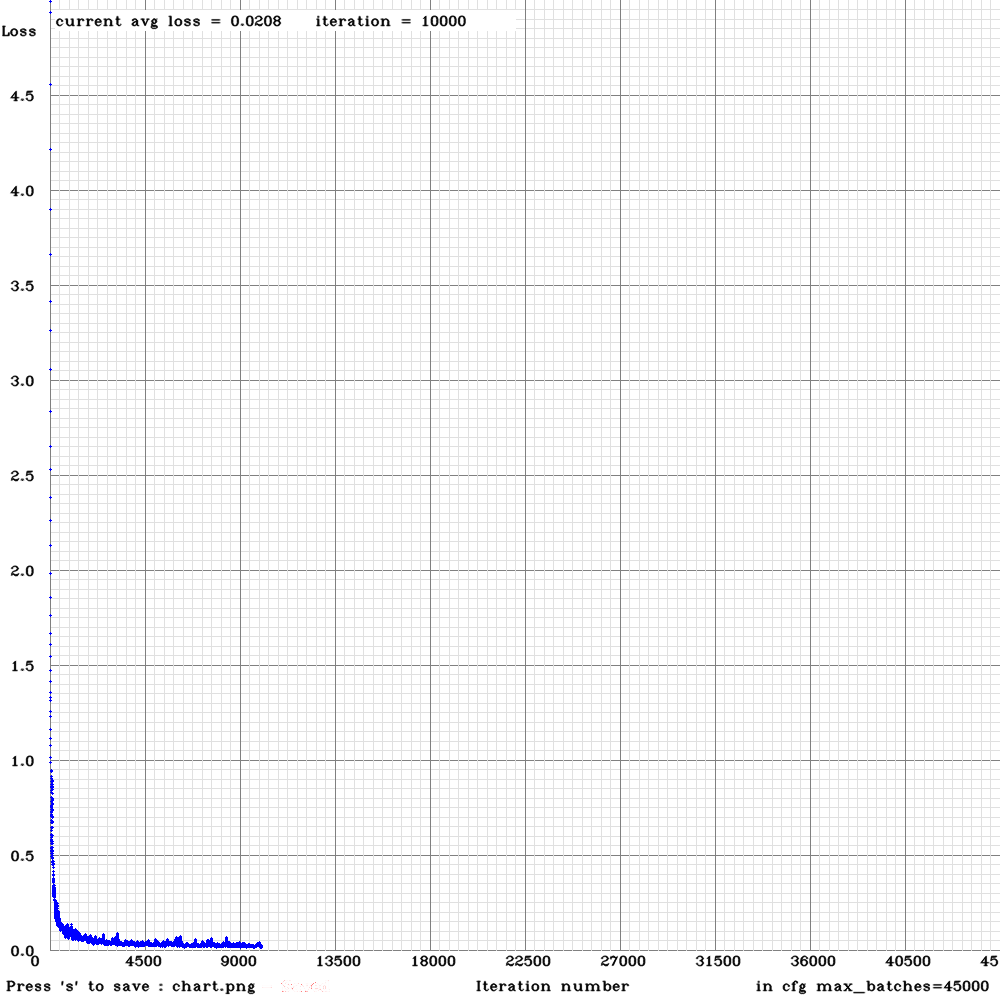 current avg loss = 0.0208 iteration = 10000
Loss
4.5
4.0
3.5
3.0
2.5
2.0
1.5
1.0
0.5
0.0
0 4500 9000 13500 18000 22500 27000 31500 36000 40500 45
Press 's' to save : chart.png Iteration number in cfg max_batches=45000